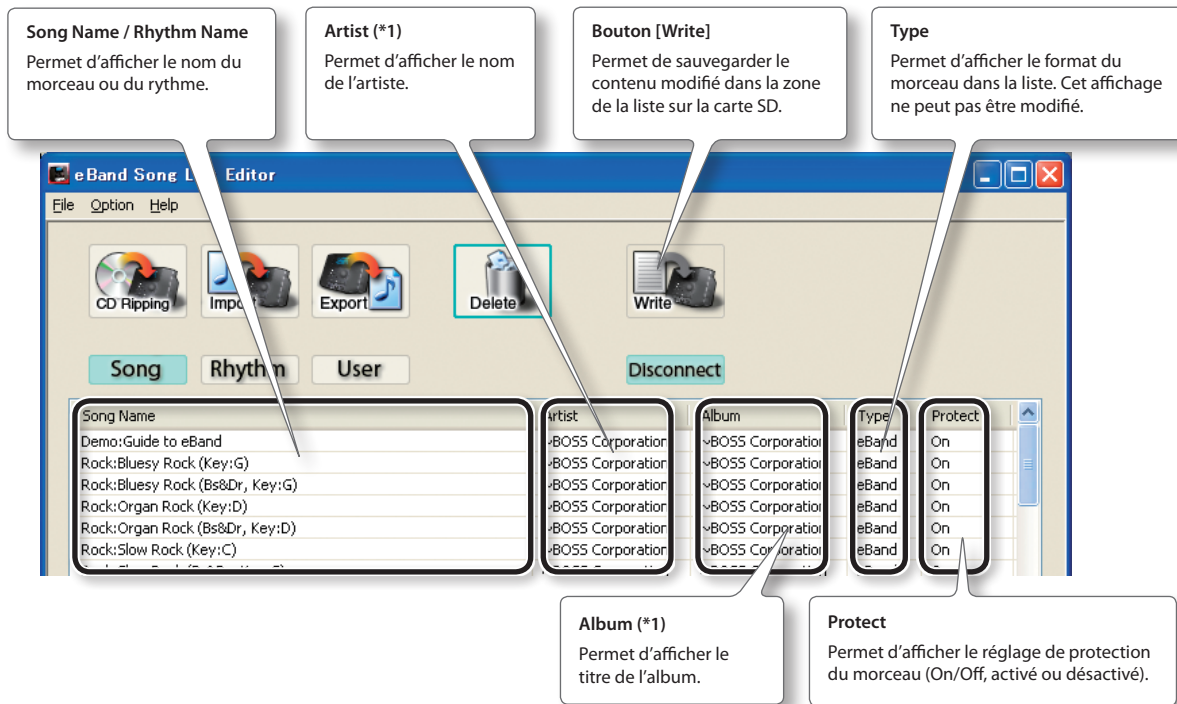 Song Name / Rhythm Name
Permet d'afficher le nom du
morceau ou du rythme.
Artist (*1)
Permet d'afficher le nom
de l'artiste.
Bouton [Write]
Permet de sauvegarder le
contenu modifié dans la zone
de la liste sur la carte SD.
Type
Permet d'afficher le format du
morceau dans la liste. Cet affichage
ne peut pas être modifié.
eBand Song Editor
File Option Help
CD Ripping Export Delete Write
Song User Disconnect
Song Name Artist Album Type Protect
Demo:Guide to eBand ~BOSS Corporation ~BOSS Corporation eBand On
Rock:Bluesy Rock (Key:G) ~BOSS Corporation ~BOSS Corporation eBand On
Rock:Bluesy Rock (Bs&Dr, Key:G) ~BOSS Corporation ~BOSS Corporation eBand On
Rock:Organ Rock (Key:D) ~BOSS Corporation ~BOSS Corporation eBand On
Rock:Organ Rock (Bs&Dr, Key:D) ~BOSS Corporation ~BOSS Corporation eBand On
Rock:Slow Rock (Key:C) ~BOSS Corporation ~BOSS Corporation eBand On
Album (*1)
Permet d'afficher le
titre de l'album.
Protect
Permet d'afficher le réglage de protection
du morceau (On/Off, activé ou désactivé).